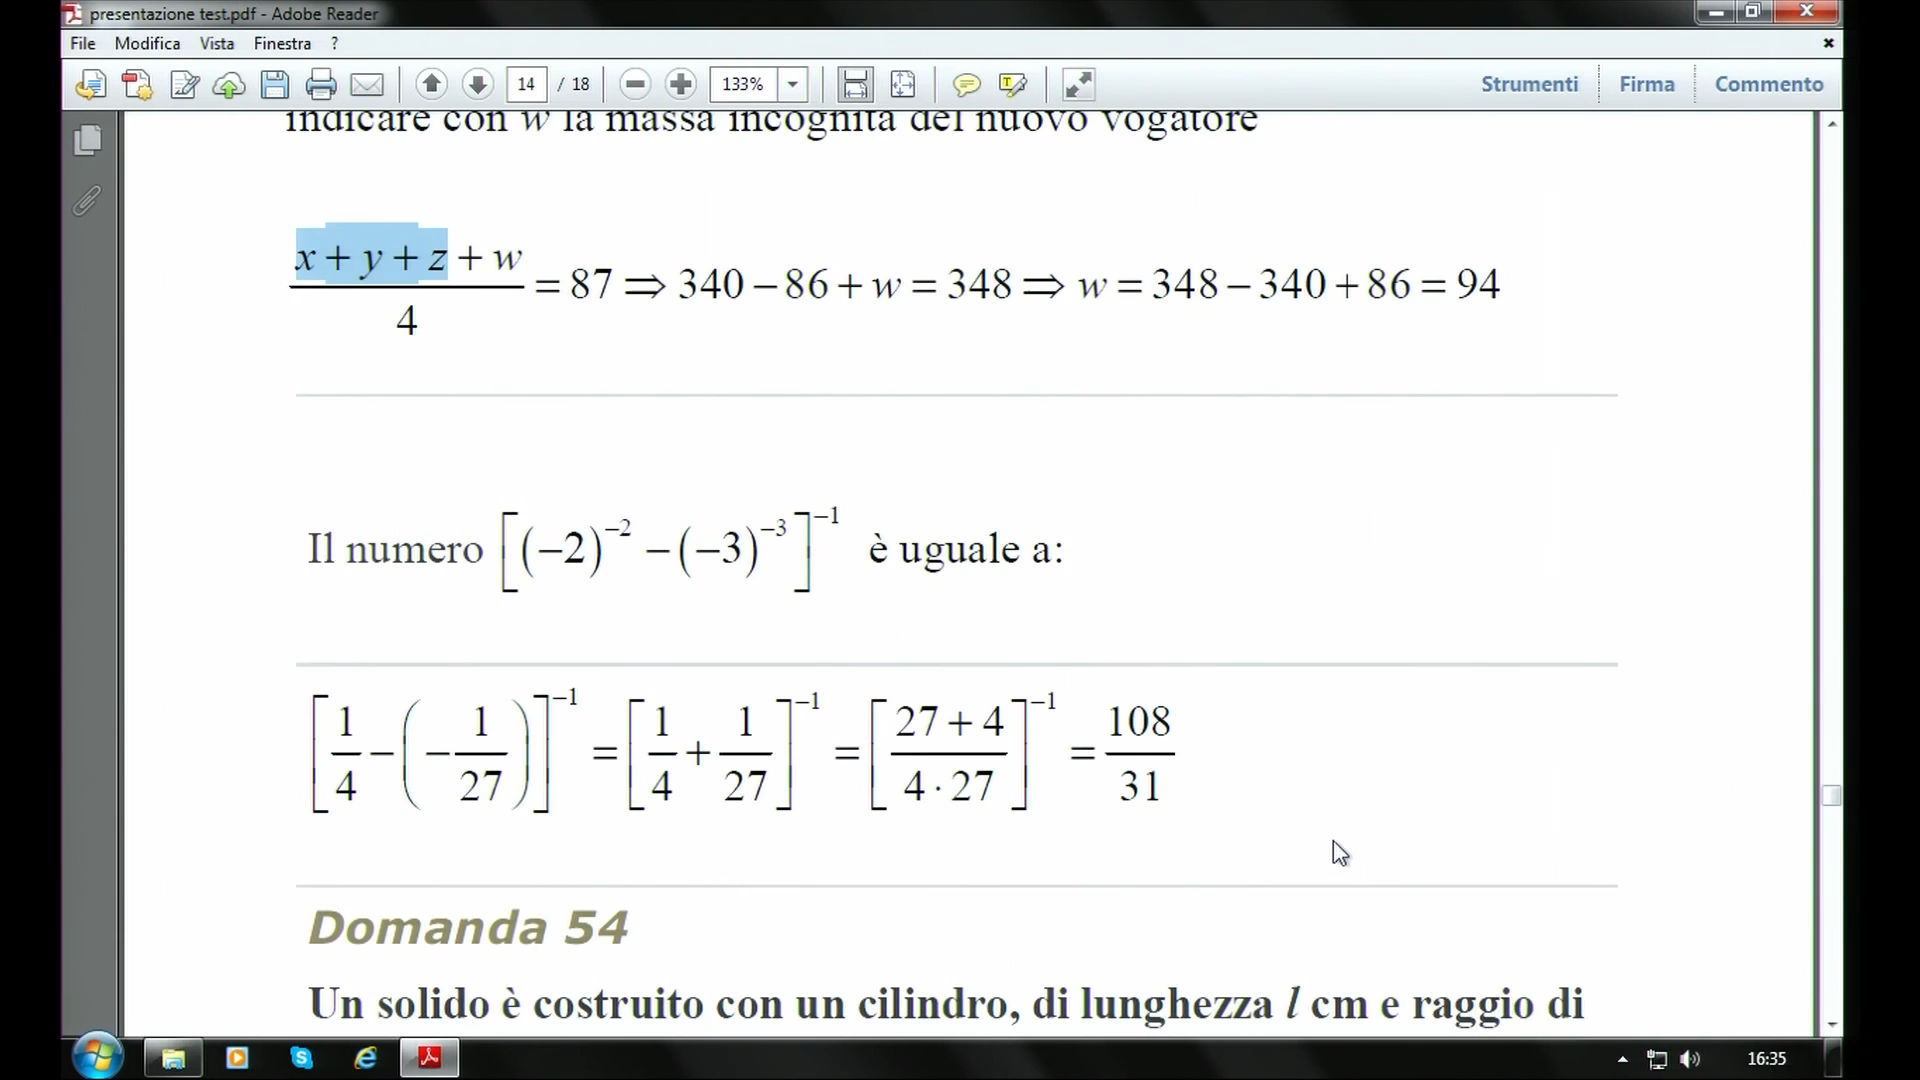 presentazione test.pdf - Adobe Reader
File Modifica Vista Finestra ?
14 / 18 133% Strumenti Firma Commento
indicare con w la massa incognita del nuovo vogatore
(x + y + z + w)/4 = 87 ⇒ 340 − 86 + w = 348 ⇒ w = 348 − 340 + 86 = 94
Il numero [(−2)^−2 − (−3)^−3]^−1 è uguale a:
[1/4 − (− 1/27)]^−1 = [1/4 + 1/27]^−1 = [(27 + 4)/(4 · 27)]^−1 = 108/31
Domanda 54
Un solido è costruito con un cilindro, di lunghezza l cm e raggio di
16:35